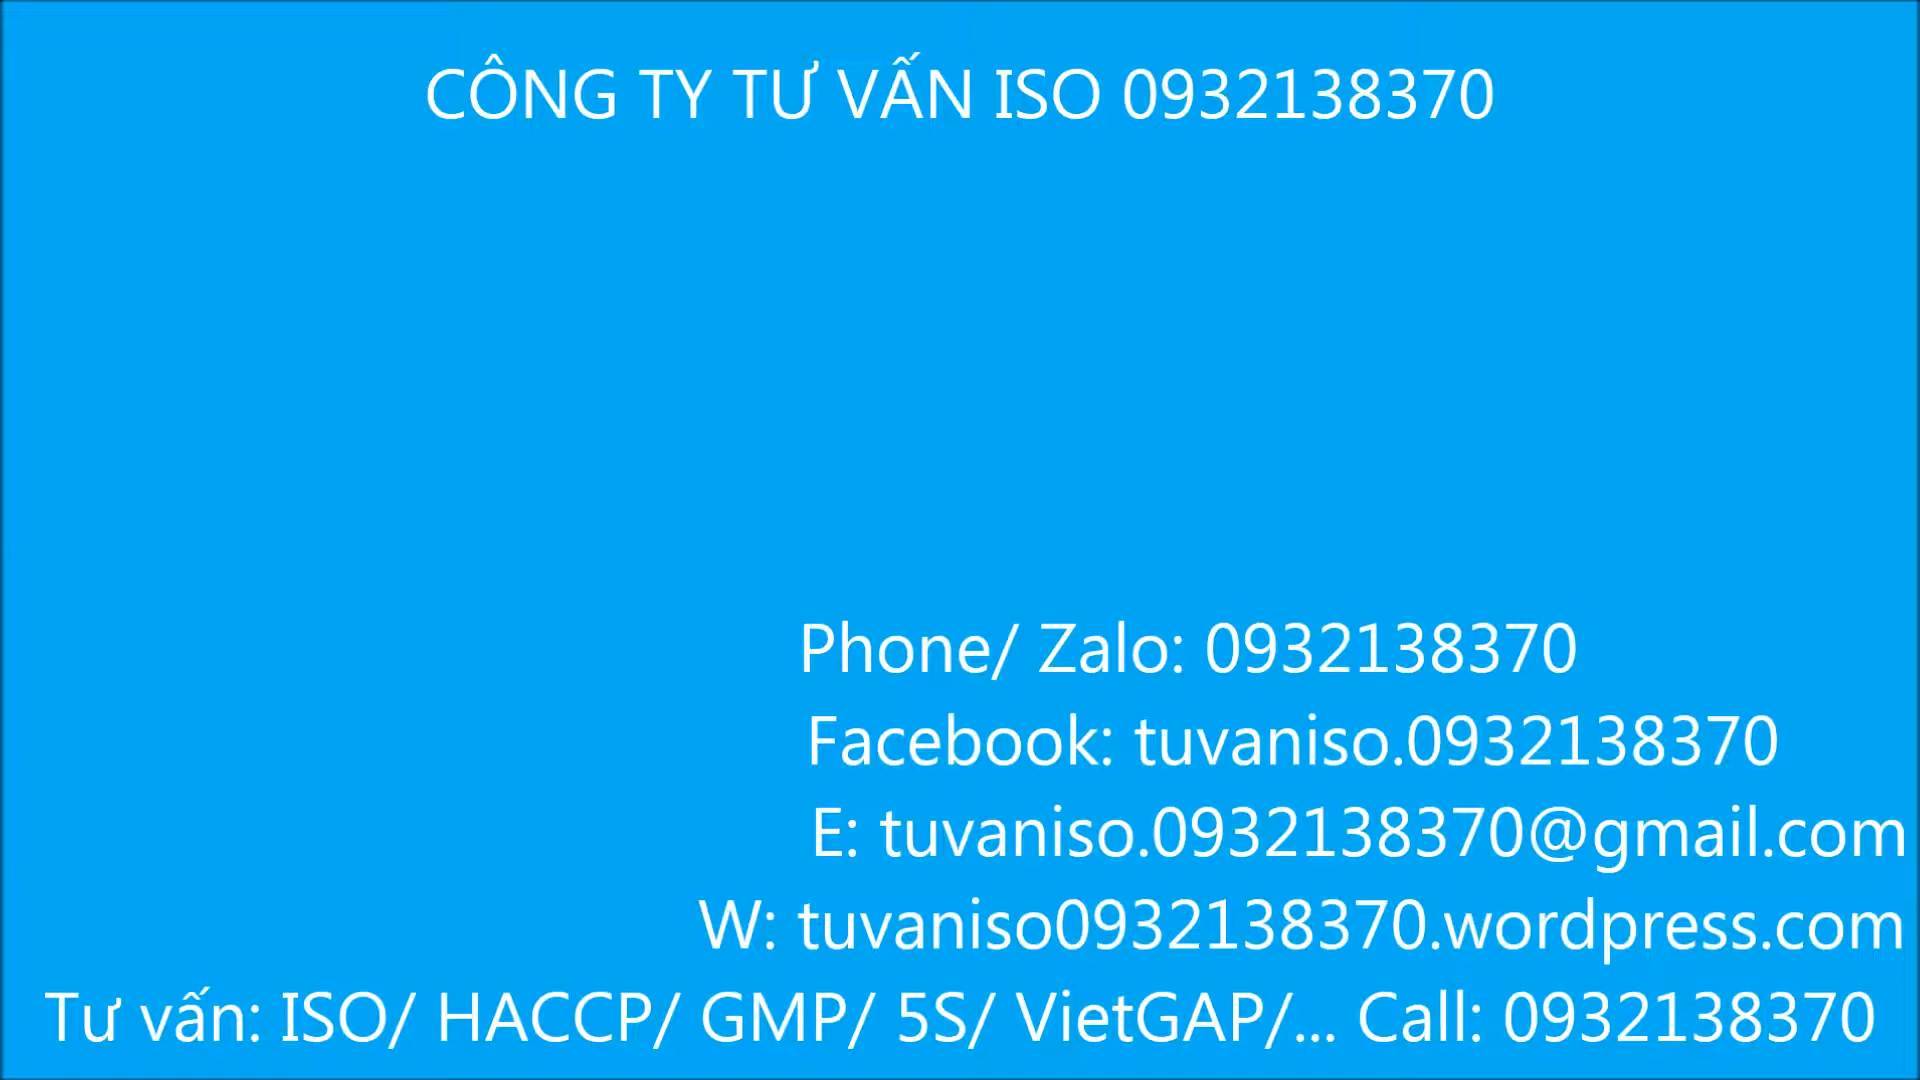 CÔNG TY TƯ VẤN ISO 0932138370
Phone/ Zalo: 0932138370
Facebook: tuvaniso.0932138370
E: tuvaniso.0932138370@gmail.com
W: tuvaniso0932138370.wordpress.com
Tư vấn: ISO/ HACCP/ GMP/ 5S/ VietGAP/... Call: 0932138370